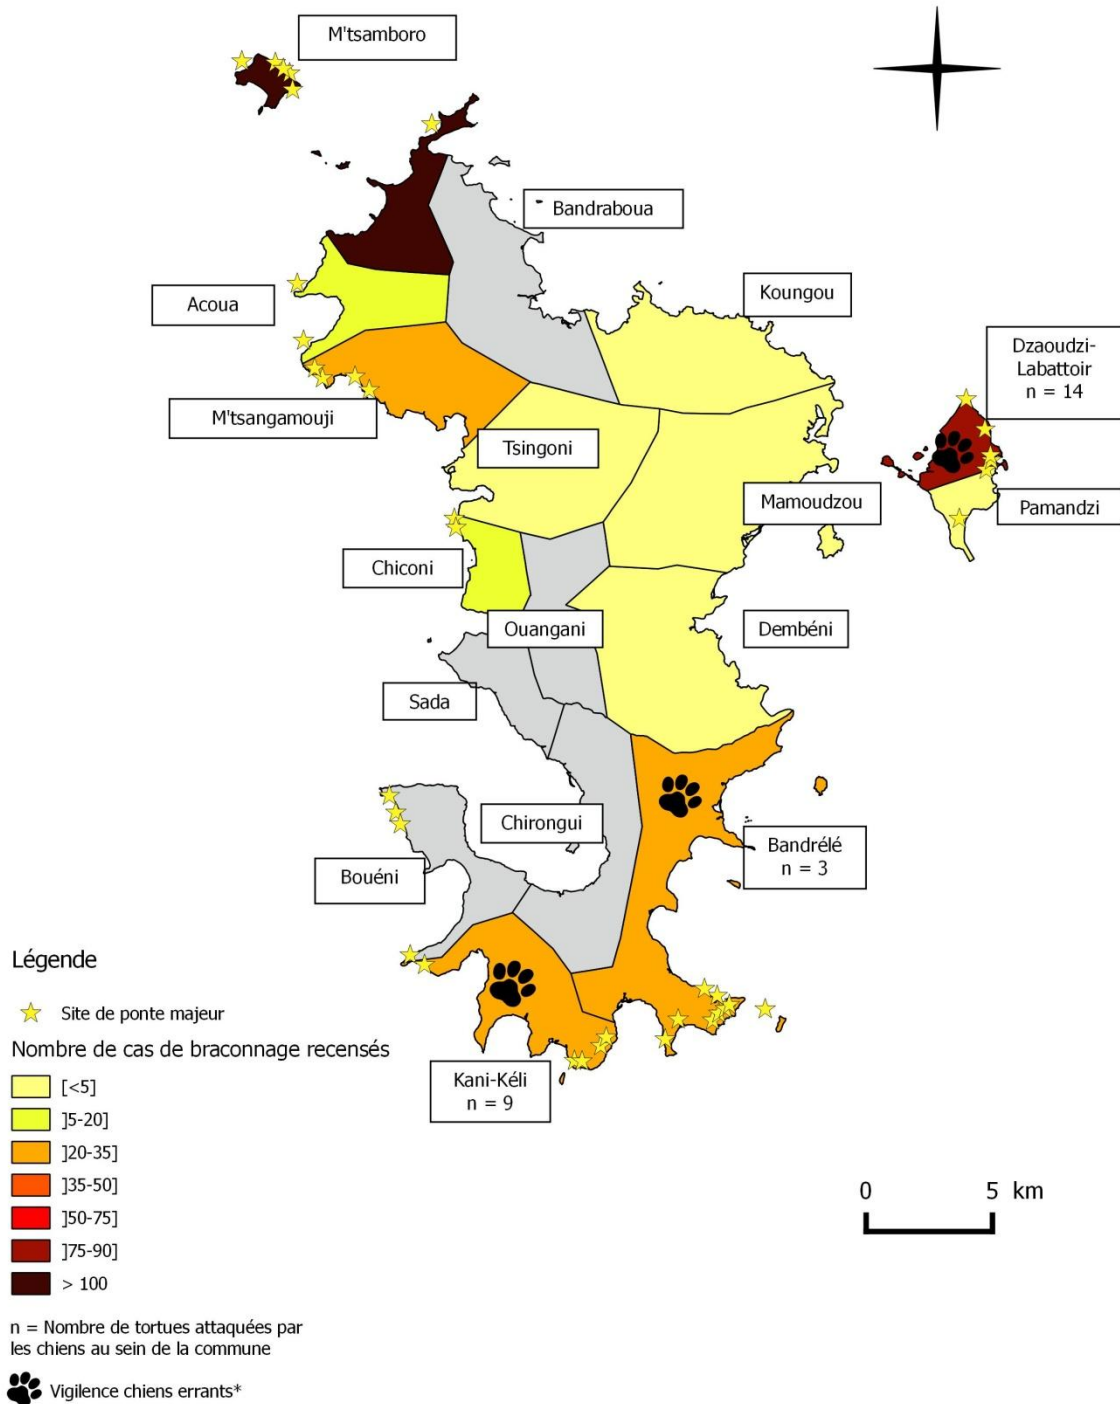 M'tsamboro
Bandraboua
Acoua
Koungou
Dzaoudzi-
Labattoir
n = 14
M'tsangamouji
Tsingoni
Mamoudzou
Pamandzi
Chiconi
Ouangani
Dembéni
Sada
Chirongui
Bandrélé
n = 3
Bouéni
Kani-Kéli
n = 9
Légende
Site de ponte majeur
Nombre de cas de braconnage recensés
[<5]
]5-20]
]20-35]
]35-50]
]50-75]
]75-90]
> 100
n = Nombre de tortues attaquées par
les chiens au sein de la commune
Vigilence chiens errants*
0 5 km